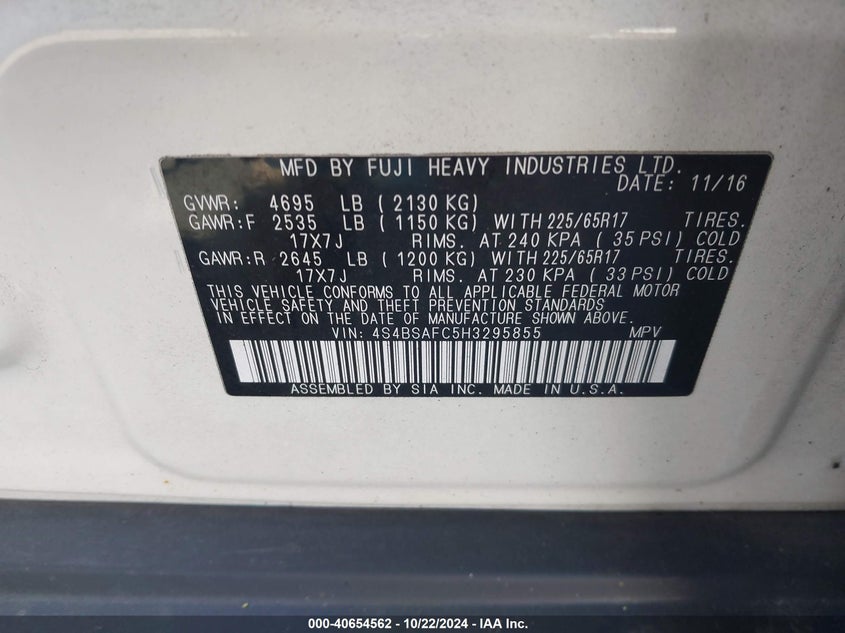 MFD BY FUJI HEAVY INDUSTRIES LTD.
DATE: 11/16
GVWR: 4695 LB ( 2130 KG)
GAWR:F 2535 LB ( 1150 KG) WITH 225/65R17 TIRES.
17X7J RIMS. AT 240 KPA ( 35 PSI) COLD
GAWR:R 2645 LB ( 1200 KG) WITH 225/65R17 TIRES.
17X7J RIMS. AT 230 KPA ( 33 PSI) COLD
THIS VEHICLE CONFORMS TO ALL APPLICABLE FEDERAL MOTOR
VEHICLE SAFETY AND THEFT PREVENTION STANDARDS
IN EFFECT ON THE DATE OF MANUFACTURE SHOWN ABOVE.
VIN: 4S4BSAFC5H3295855 MPV
ASSEMBLED BY SIA INC. MADE IN U.S.A.
000-40654562 - 10/22/2024 - IAA Inc.